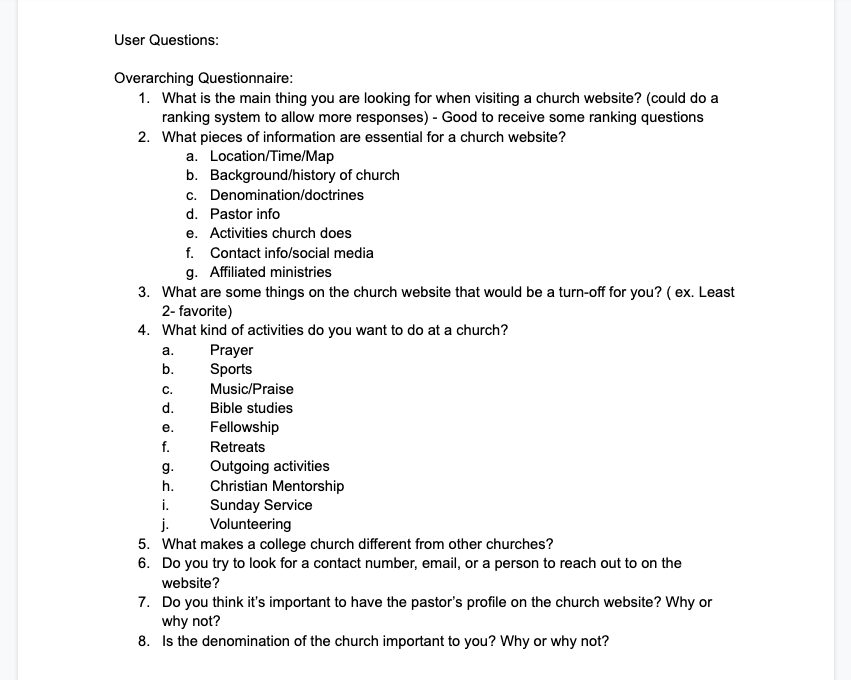 User Questions:
Overarching Questionnaire:
1. What is the main thing you are looking for when visiting a church website? (could do a
ranking system to allow more responses) - Good to receive some ranking questions
2. What pieces of information are essential for a church website?
a. Location/Time/Map
b. Background/history of church
c. Denomination/doctrines
d. Pastor info
e. Activities church does
f. Contact info/social media
g. Affiliated ministries
3. What are some things on the church website that would be a turn-off for you? ( ex. Least
2- favorite)
4. What kind of activities do you want to do at a church?
a. Prayer
b. Sports
c. Music/Praise
d. Bible studies
e. Fellowship
f. Retreats
g. Outgoing activities
h. Christian Mentorship
i. Sunday Service
j. Volunteering
5. What makes a college church different from other churches?
6. Do you try to look for a contact number, email, or a person to reach out to on the
website?
7. Do you think it’s important to have the pastor’s profile on the church website? Why or
why not?
8. Is the denomination of the church important to you? Why or why not?